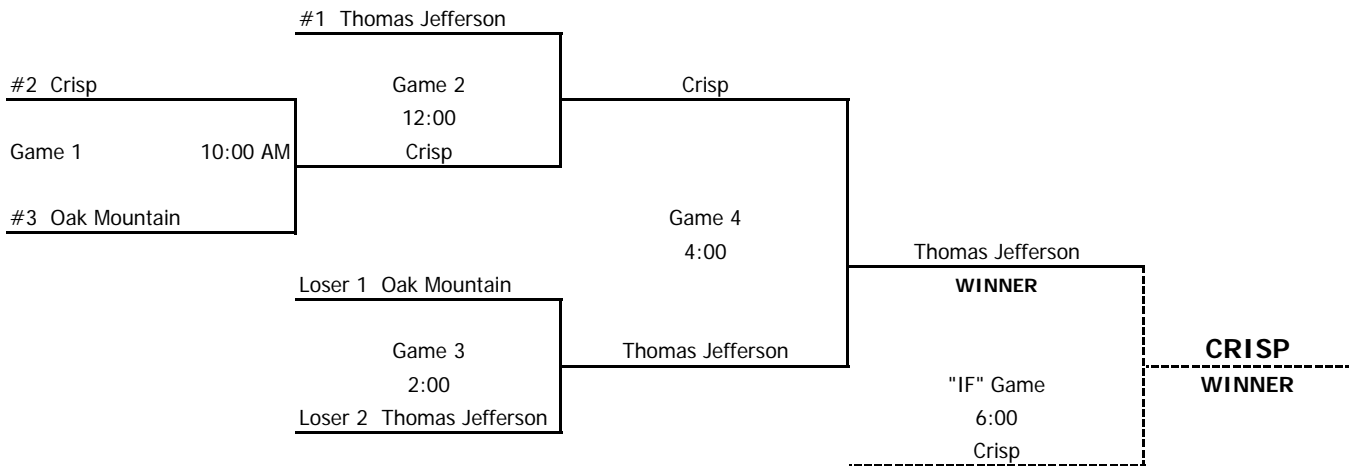 #1 Thomas Jefferson
#2 Crisp
Game 2
Crisp
12:00
Game 1 10:00 AM
Crisp
#3 Oak Mountain
Game 4
4:00
Thomas Jefferson
WINNER
Loser 1 Oak Mountain
Game 3
Thomas Jefferson
CRISP
2:00
"IF" Game
WINNER
Loser 2 Thomas Jefferson
6:00
Crisp